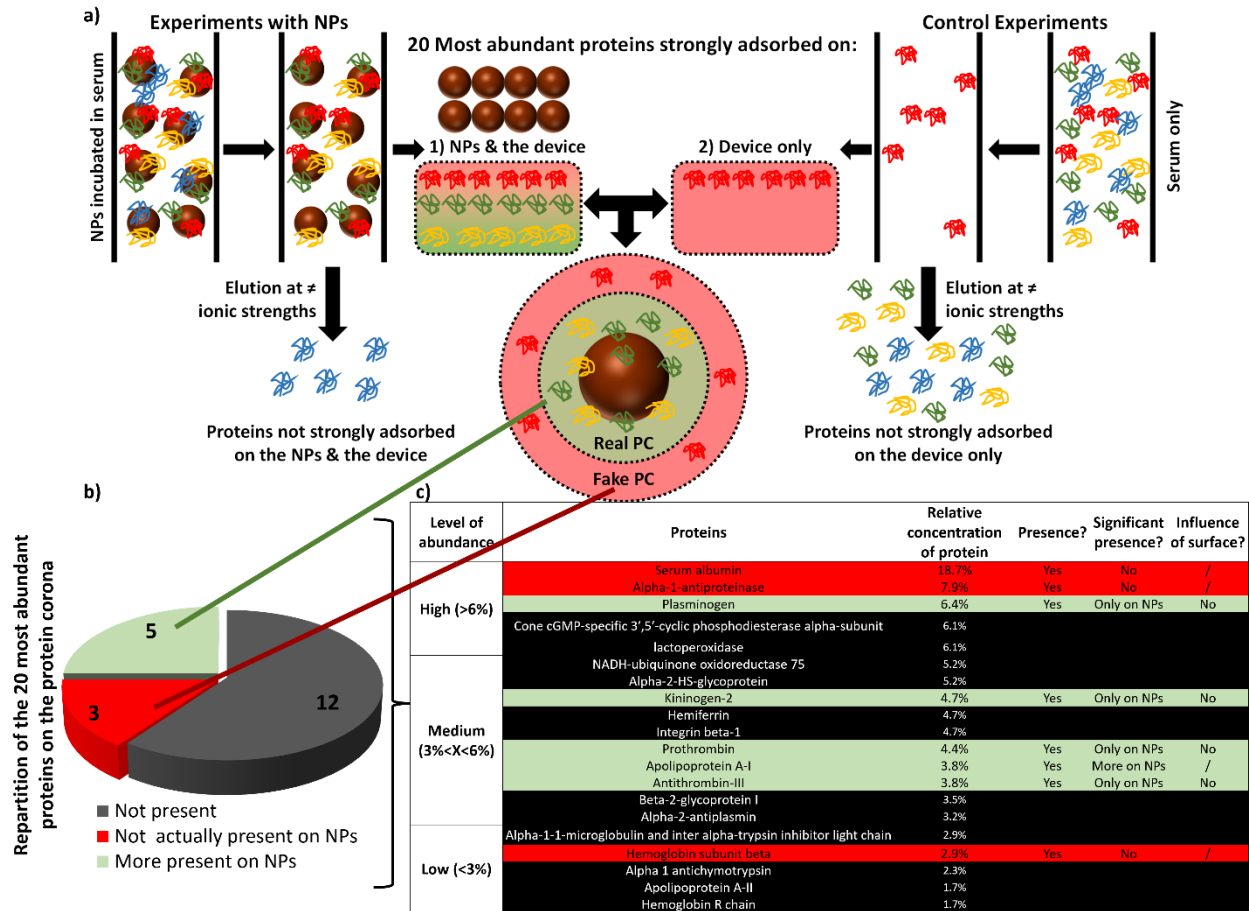 a)
Experiments with NPs
Control Experiments
20 Most abundant proteins strongly adsorbed on:
NPs incubated in serum
Serum only
1) NPs & the device
2) Device only
Elution at ≠
ionic strengths
Elution at ≠
ionic strengths
Proteins not strongly adsorbed
on the NPs & the device
Proteins not strongly adsorbed
on the device only
Real PC
Fake PC
b)
Repartition of the 20 most abundant
proteins on the protein corona
5
3
12
Not present
Not actually present on NPs
More present on NPs
c)
Level of
abundance
Proteins
Relative
concentration
of protein
Presence?
Significant
presence?
Influence
of surface?
High (>6%)
Serum albumin 18.7% Yes No /
Alpha-1-antiproteinase 7.9% Yes No /
Plasminogen 6.4% Yes Only on NPs No
Cone cGMP-specific 3′,5′-cyclic phosphodiesterase alpha-subunit 6.1%
lactoperoxidase 6.1%
Medium
(3%<X<6%)
NADH-ubiquinone oxidoreductase 75 5.2%
Alpha-2-HS-glycoprotein 5.2%
Kininogen-2 4.7% Yes Only on NPs No
Hemiferrin 4.7%
Integrin beta-1 4.7%
Prothrombin 4.4% Yes Only on NPs No
Apolipoprotein A-I 3.8% Yes More on NPs /
Antithrombin-III 3.8% Yes Only on NPs No
Beta-2-glycoprotein I 3.5%
Alpha-2-antiplasmin 3.2%
Low (<3%)
Alpha-1-1-microglobulin and inter alpha-trypsin inhibitor light chain 2.9%
Hemoglobin subunit beta 2.9% Yes No /
Alpha 1 antichymotrypsin 2.3%
Apolipoprotein A-II 1.7%
Hemoglobin R chain 1.7%